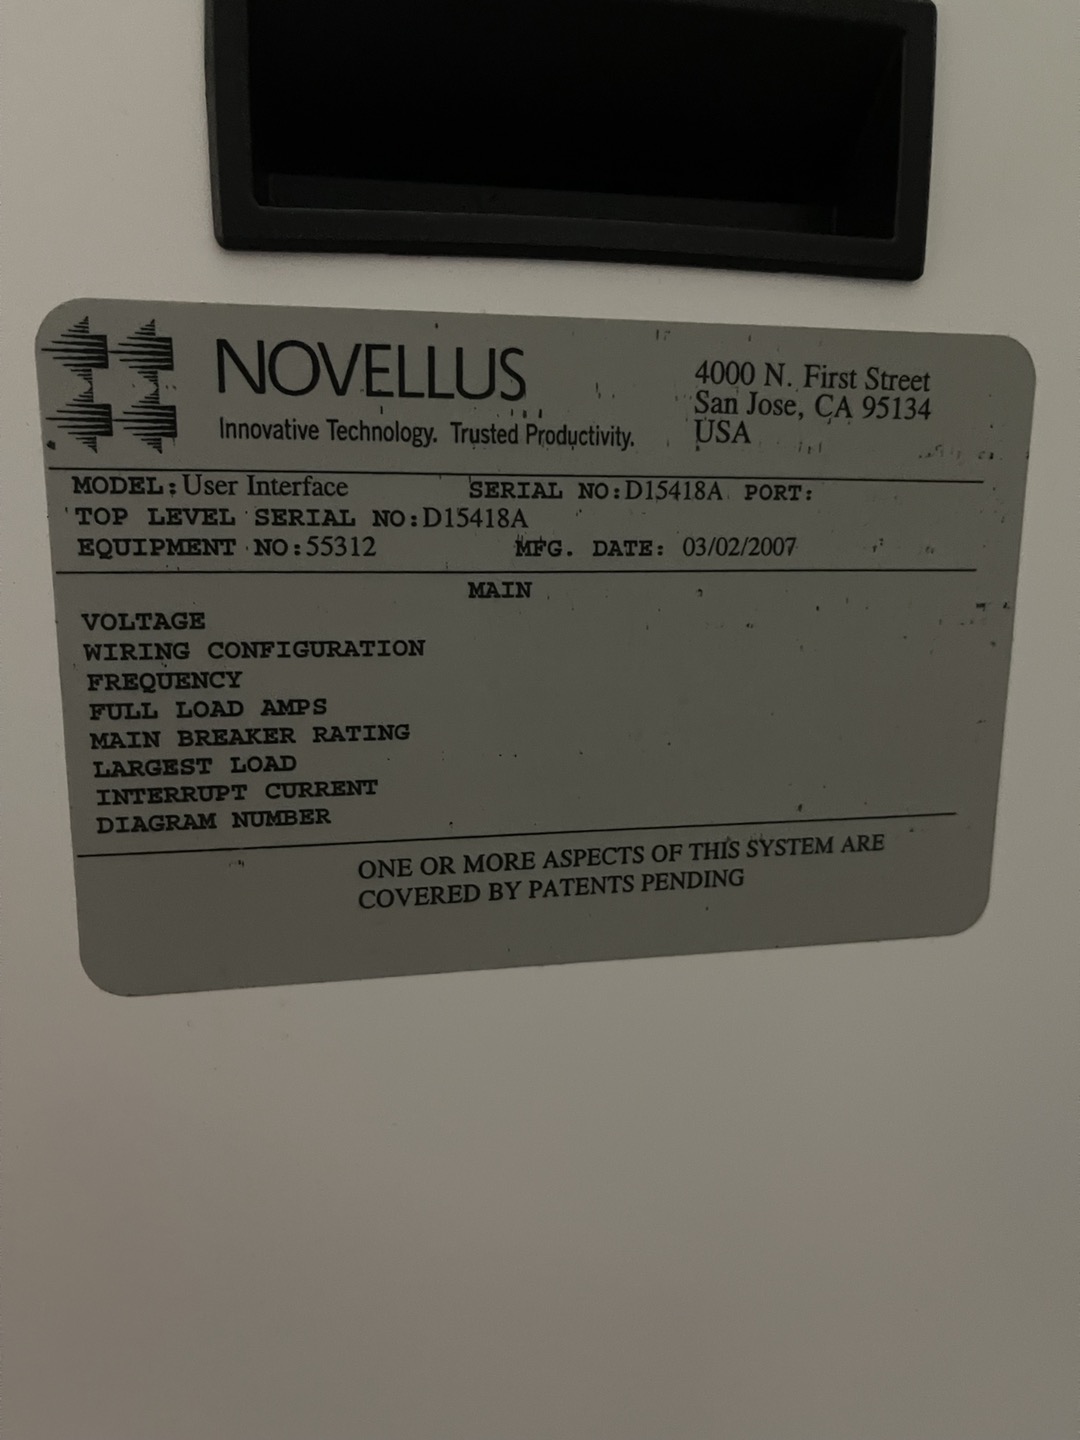 NOVELLUS
Innovative Technology. Trusted Productivity.
4000 N. First Street
San Jose, CA 95134
USA
MODEL: User Interface SERIAL NO: D15418A PORT:
TOP LEVEL SERIAL NO: D15418A
EQUIPMENT NO: 55312 MFG. DATE: 03/02/2007
MAIN
VOLTAGE
WIRING CONFIGURATION
FREQUENCY
FULL LOAD AMPS
MAIN BREAKER RATING
LARGEST LOAD
INTERRUPT CURRENT
DIAGRAM NUMBER
ONE OR MORE ASPECTS OF THIS SYSTEM ARE
COVERED BY PATENTS PENDING